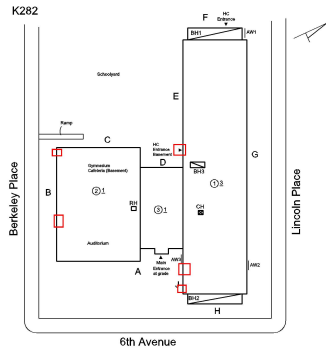 K282
F
HC
Entrance
BH1
AW1
Schoolyard
E
Ramp
C
HC
Entrance
Basement
Gymnasium
Cafeteria (Basement)
D
BH3
G
B
2 1
1 3
RH
3 1
CH
Auditorium
Main
Entrance
at grade
A
AW3
AW2
BH2
H
Berkeley Place
Lincoln Place
6th Avenue